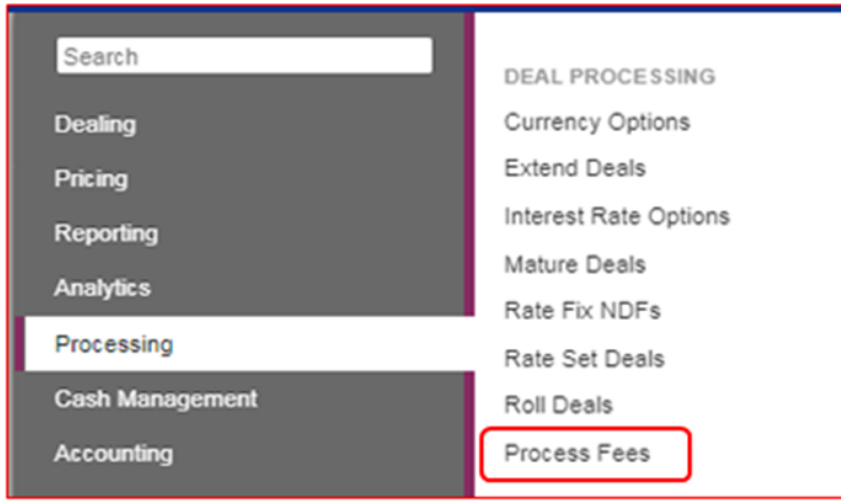 Search
Dealing
Pricing
Reporting
Analytics
Processing
Cash Management
Accounting
DEAL PROCESSING
Currency Options
Extend Deals
Interest Rate Options
Mature Deals
Rate Fix NDFs
Rate Set Deals
Roll Deals
Process Fees